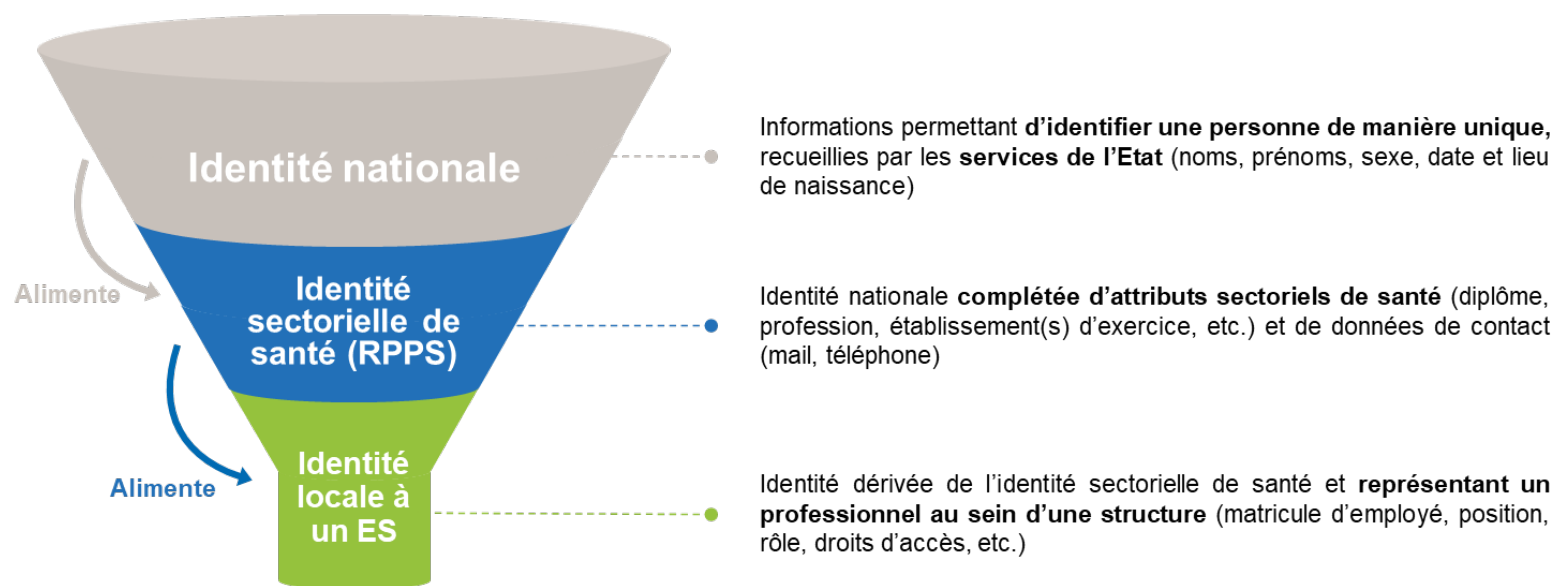 Identité nationale
Informations permettant d’identifier une personne de manière unique,
recueillies par les services de l’Etat (noms, prénoms, sexe, date et lieu
de naissance)
Alimente
Identité
sectorielle de
santé (RPPS)
Identité nationale complétée d’attributs sectoriels de santé (diplôme,
profession, établissement(s) d’exercice, etc.) et de données de contact
(mail, téléphone)
Alimente
Identité
locale à
un ES
Identité dérivée de l’identité sectorielle de santé et représentant un
professionnel au sein d’une structure (matricule d’employé, position,
rôle, droits d’accès, etc.)